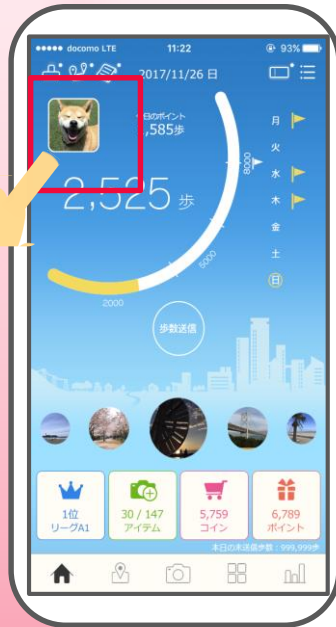 docomo LTE 11:22 93%
2017/11/26 日
日のポイント
,585歩
2,525 歩
月
火
水
木
金
土
日
8000
5000
2000
歩数送信
1位
リーグA1
30 / 147
アイテム
5,759
コイン
6,789
ポイント
本日の未送信歩数：999,999歩